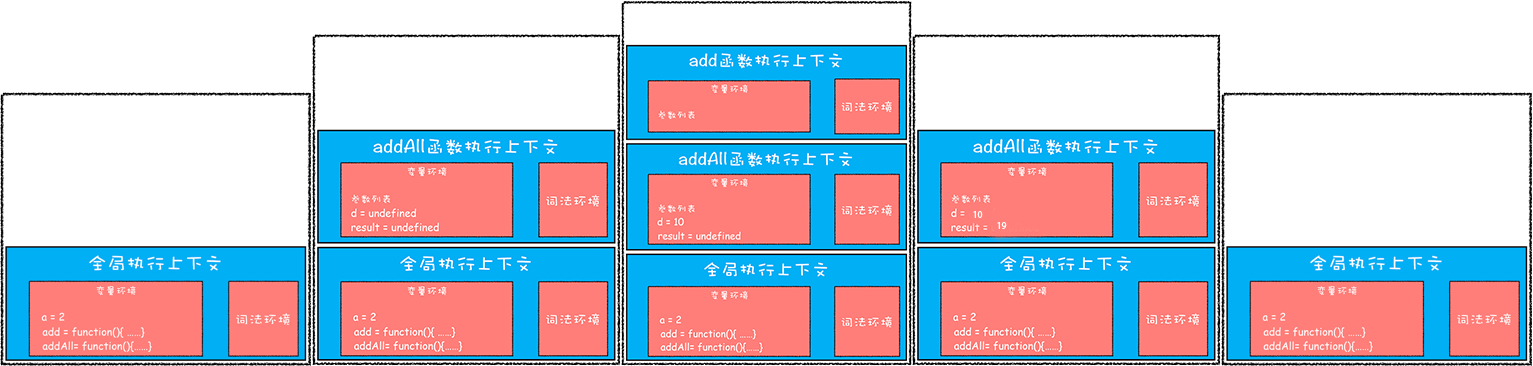 全局执行上下文
变量环境
a = 2
add = function(){ ......}
addAll= function(){......}
词法环境
addAll函数执行上下文
变量环境
参数列表
d = undefined
result = undefined
词法环境
全局执行上下文
变量环境
a = 2
add = function(){ ......}
addAll= function(){......}
词法环境
add函数执行上下文
变量环境
参数列表
词法环境
addAll函数执行上下文
变量环境
参数列表
d = 10
result = undefined
词法环境
全局执行上下文
变量环境
a = 2
add = function(){ ......}
addAll= function(){......}
词法环境
addAll函数执行上下文
变量环境
参数列表
d = 10
result = 19
词法环境
全局执行上下文
变量环境
a = 2
add = function(){ ......}
addAll= function(){......}
词法环境
全局执行上下文
变量环境
a = 2
add = function(){ ......}
addAll= function(){......}
词法环境